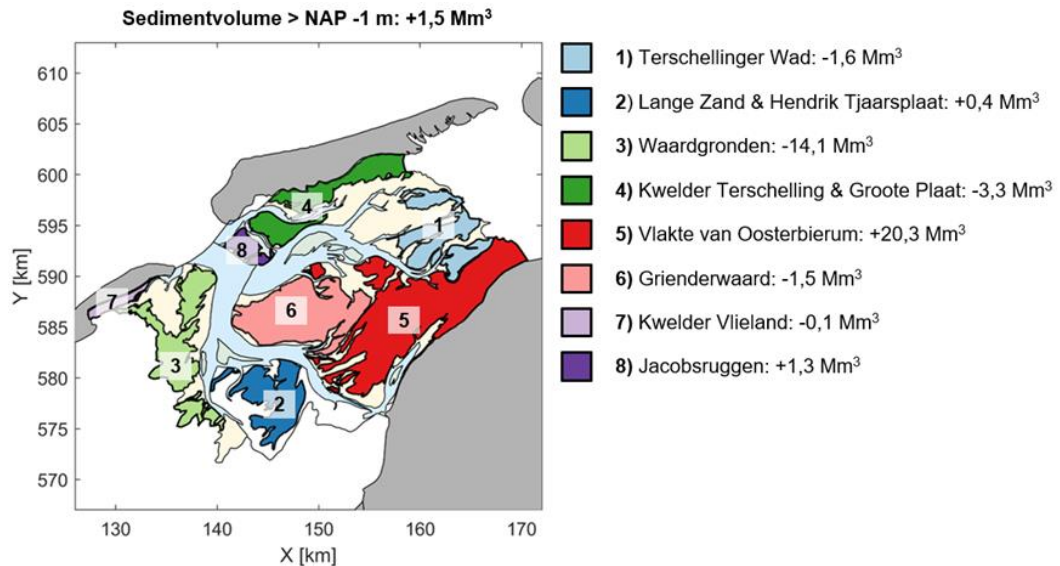 Sedimentvolume > NAP -1 m: +1,5 Mm³
1) Terschellinger Wad: -1,6 Mm³
2) Lange Zand & Hendrik Tjaarsplaat: +0,4 Mm³
3) Waardgronden: -14,1 Mm³
4) Kwelder Terschelling & Groote Plaat: -3,3 Mm³
5) Vlakte van Oosterbierum: +20,3 Mm³
6) Grienderwaard: -1,5 Mm³
7) Kwelder Vlieland: -0,1 Mm³
8) Jacobsruggen: +1,3 Mm³
Y [km]
610
605
600
595
590
585
580
575
570
4
1
8
7
6
5
3
2
130
140
150
160
170
X [km]